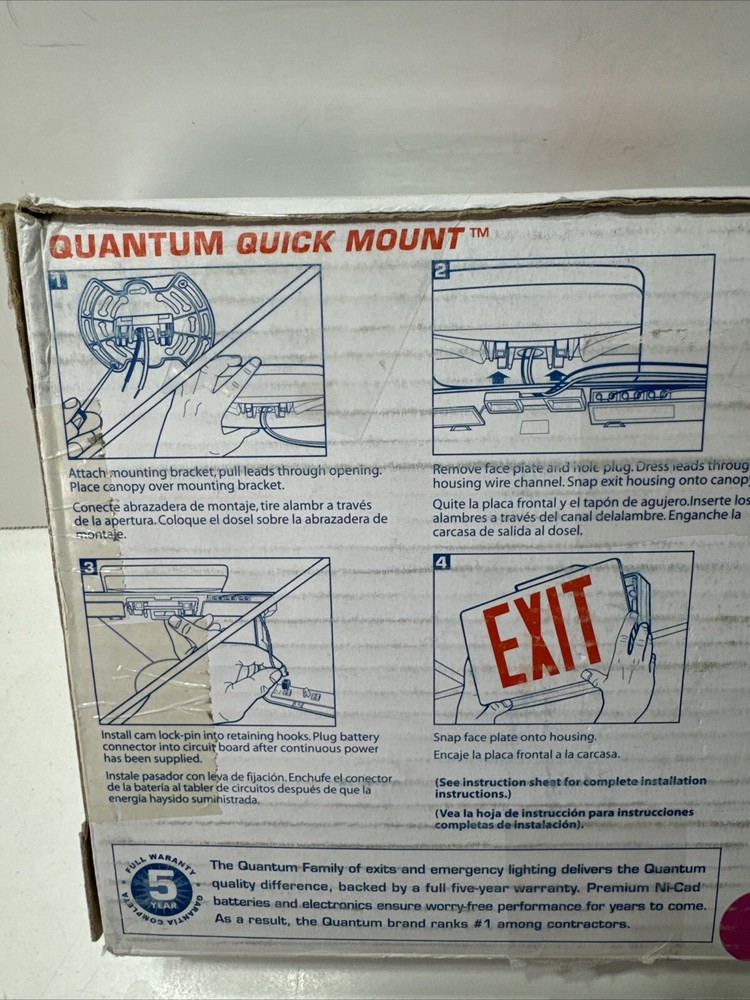 QUANTUM QUICK MOUNT™
1
Attach mounting bracket, pull leads through opening.
Place canopy over mounting bracket.
Conecte abrazadera de montaje, tire alambr a través
de la apertura. Coloque el dosel sobre la abrazadera de
montaje.
2
Remove face plate and hole plug. Dress leads throug
housing wire channel. Snap exit housing onto canopy
Quite la placa frontal y el tapón de agujero.Inserte los
alambres a través del canal delalambre. Enganche la
carcasa de salida al dosel.
3
Install cam lock-pin into retaining hooks. Plug battery
connector into circuit board after continuous power
has been supplied.
Instale pasador con leva de fijación. Enchufe el conector
de la batería al tabler de circuitos después de que la
energía haysido suminістrada.
4
EXIT
Snap face plate onto housing.
Encaje la placa frontal a la carcasa.
(See instruction sheet for complete installation
instructions.)
(Vea la hoja de instrucción para instrucciones
completas de instalación).
FULL WARRANTY
5
YEAR
GARANTIA COMPLETA
The Quantum Family of exits and emergency lighting delivers the Quantum
quality difference, backed by a full five-year warranty. Premium Ni-Cad
batteries and electronics ensure worry-free performance for years to come.
As a result, the Quantum brand ranks #1 among contractors.